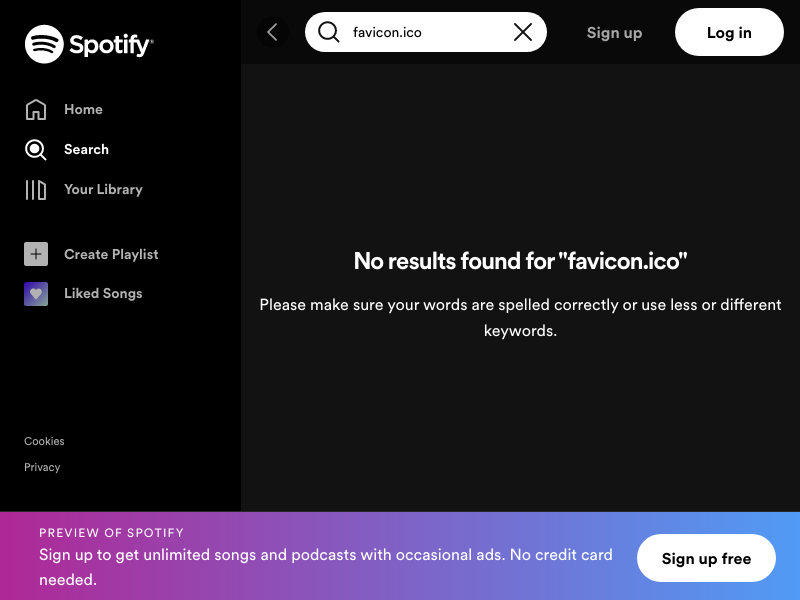 Spotify
Home
Search
Your Library
Create Playlist
Liked Songs
Cookies
Privacy
favicon.ico
Sign up
Log in
No results found for "favicon.ico"
Please make sure your words are spelled correctly or use less or different
keywords.
PREVIEW OF SPOTIFY
Sign up to get unlimited songs and podcasts with occasional ads. No credit card
needed.
Sign up free